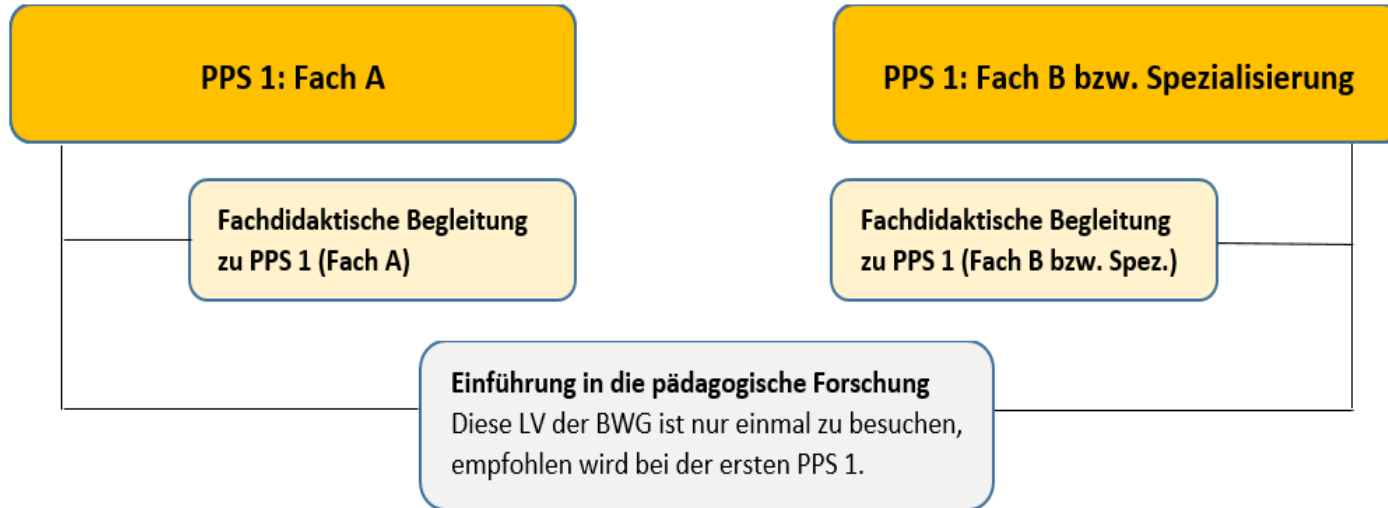 PPS 1: Fach A
PPS 1: Fach B bzw. Spezialisierung
Fachdidaktische Begleitung
zu PPS 1 (Fach A)
Fachdidaktische Begleitung
zu PPS 1 (Fach B bzw. Spez.)
Einführung in die pädagogische Forschung
Diese LV der BWG ist nur einmal zu besuchen,
empfohlen wird bei der ersten PPS 1.